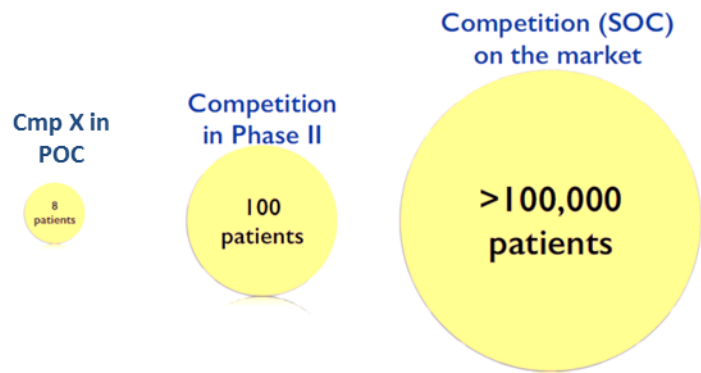 Cmp X in
POC
8
patients
Competition
in Phase II
100
patients
Competition (SOC)
on the market
>100,000
patients